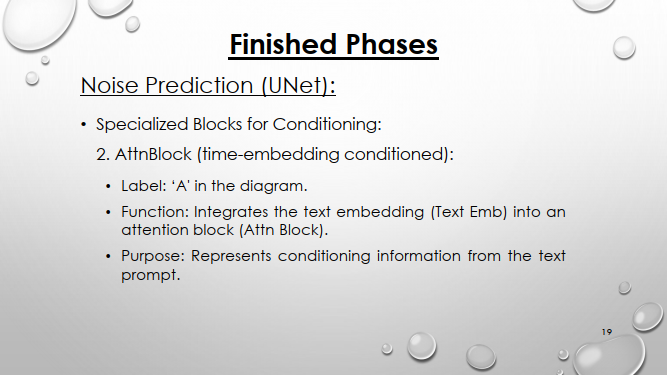 Finished Phases
Noise Prediction (UNet):
• Specialized Blocks for Conditioning:
2. AttnBlock (time-embedding conditioned):
• Label: ‘A' in the diagram.
• Function: Integrates the text embedding (Text Emb) into an
attention block (Attn Block).
• Purpose: Represents conditioning information from the text
prompt.
19